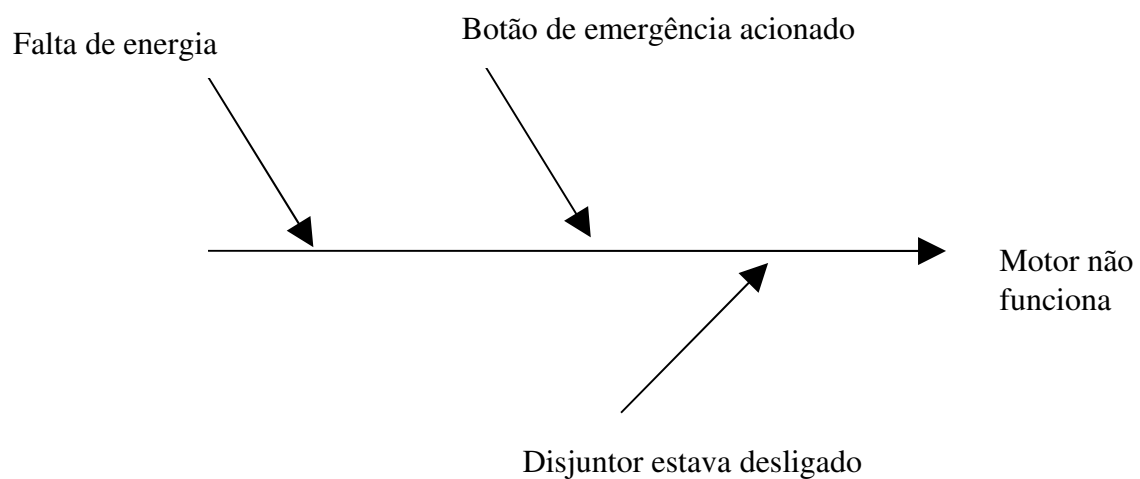 Falta de energia
Botão de emergência acionado
Motor não
funciona
Disjuntor estava desligado